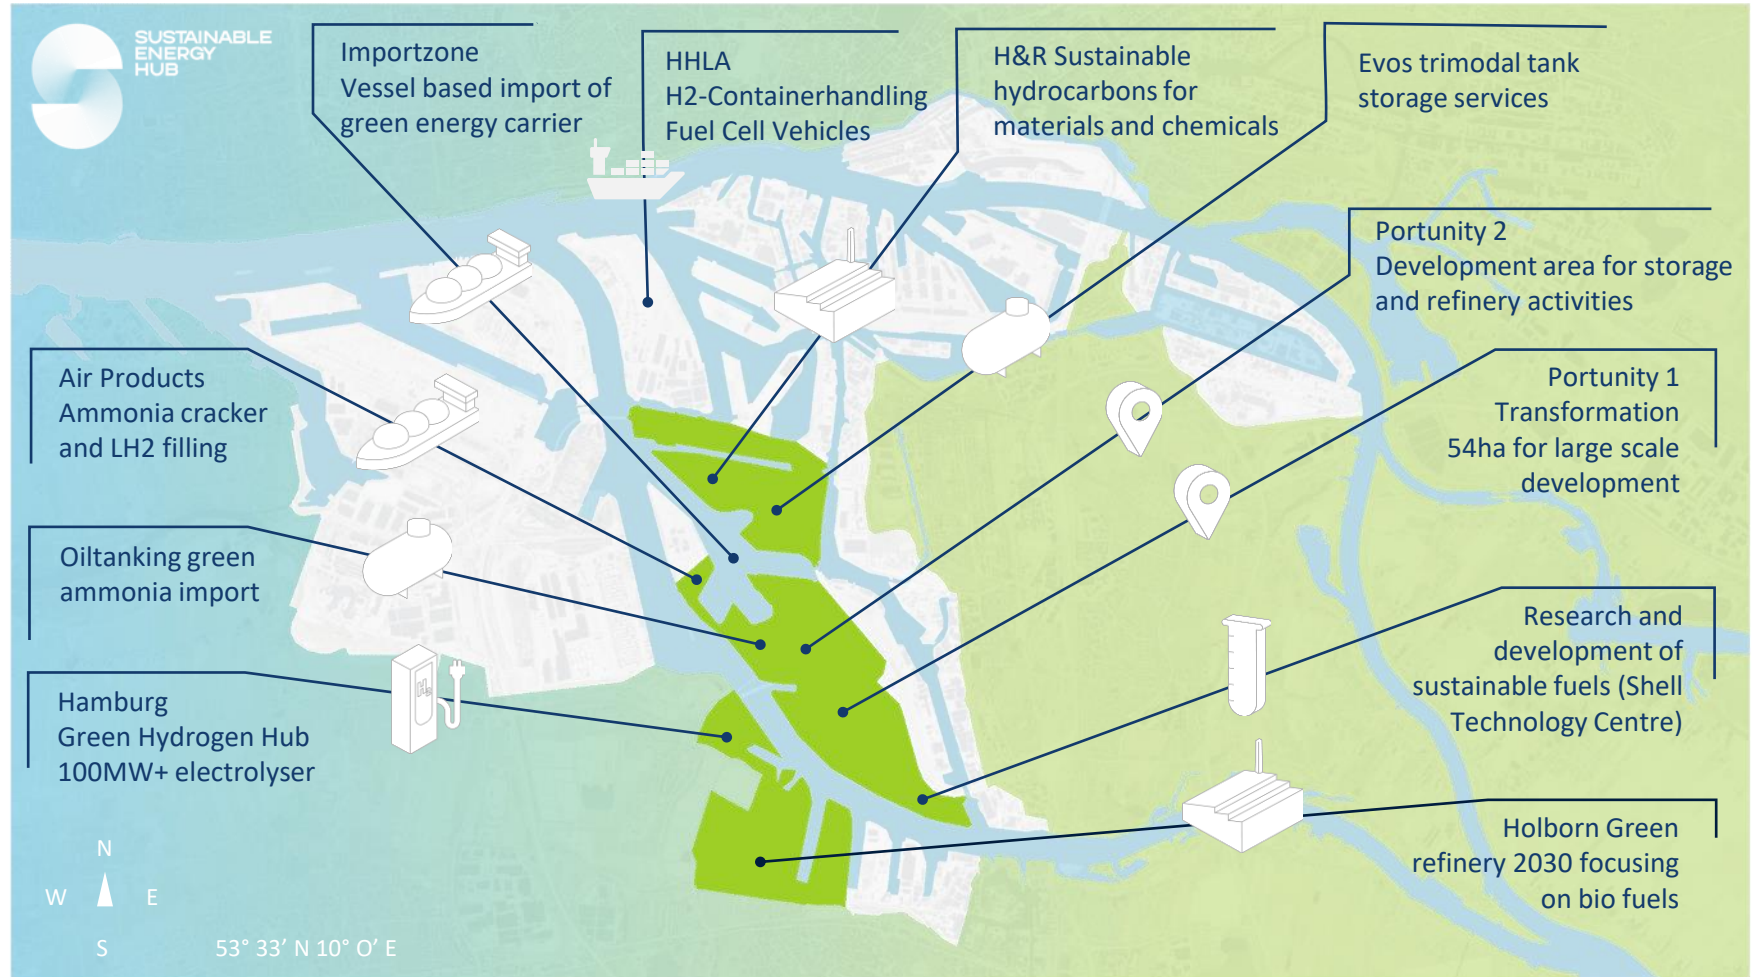 SUSTAINABLE
ENERGY
HUB
Importzone
Vessel based import of
green energy carrier
HHLA
H2-Containerhandling
Fuel Cell Vehicles
H&R Sustainable
hydrocarbons for
materials and chemicals
Evos trimodal tank
storage services
Portunity 2
Development area for storage
and refinery activities
Air Products
Ammonia cracker
and LH2 filling
Portunity 1
Transformation
54ha for large scale
development
Oiltanking green
ammonia import
Research and
development of
sustainable fuels (Shell
Technology Centre)
Hamburg
Green Hydrogen Hub
100MW+ electrolyser
H₂
Holborn Green
refinery 2030 focusing
on bio fuels
N
W E
S
53° 33’ N 10° O’ E